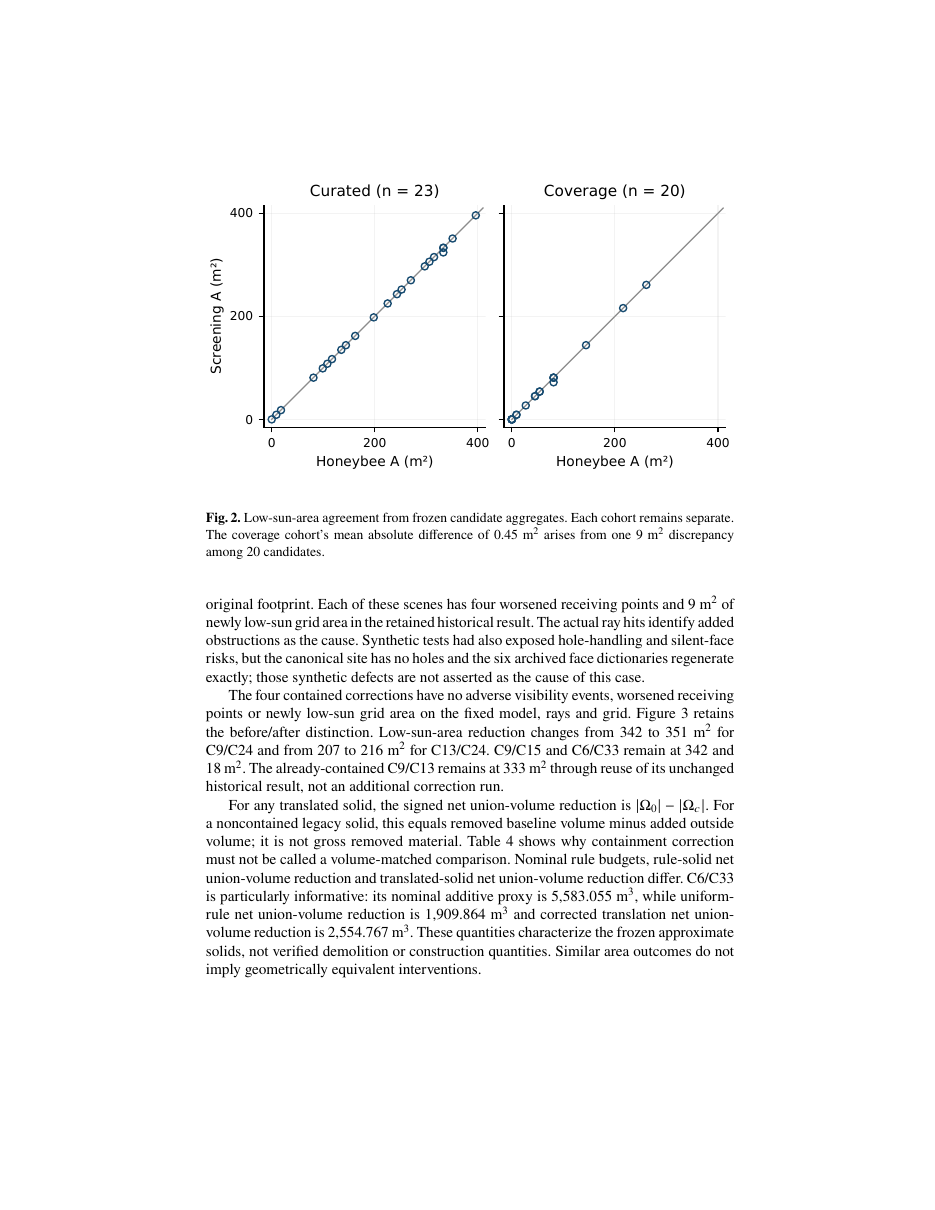 Curated (n = 23)
Coverage (n = 20)
400
200
0
Screening A (m²)
0 200 400
0 200 400
Honeybee A (m²)
Honeybee A (m²)
Fig. 2. Low-sun-area agreement from frozen candidate aggregates. Each cohort remains separate.
The coverage cohort's mean absolute difference of 0.45 m² arises from one 9 m² discrepancy
among 20 candidates.
original footprint. Each of these scenes has four worsened receiving points and 9 m² of
newly low-sun grid area in the retained historical result. The actual ray hits identify added
obstructions as the cause. Synthetic tests had also exposed hole-handling and silent-face
risks, but the canonical site has no holes and the six archived face dictionaries regenerate
exactly; those synthetic defects are not asserted as the cause of this case.
The four contained corrections have no adverse visibility events, worsened receiving
points or newly low-sun grid area on the fixed model, rays and grid. Figure 3 retains
the before/after distinction. Low-sun-area reduction changes from 342 to 351 m² for
C9/C24 and from 207 to 216 m² for C13/C24. C9/C15 and C6/C33 remain at 342 and
18 m². The already-contained C9/C13 remains at 333 m² through reuse of its unchanged
historical result, not an additional correction run.
For any translated solid, the signed net union-volume reduction is |Ω₀| − |Ω𝑐|. For
a noncontained legacy solid, this equals removed baseline volume minus added outside
volume; it is not gross removed material. Table 4 shows why containment correction
must not be called a volume-matched comparison. Nominal rule budgets, rule-solid net
union-volume reduction and translated-solid net union-volume reduction differ. C6/C33
is particularly informative: its nominal additive proxy is 5,583.055 m³, while uniform-
rule net union-volume reduction is 1,909.864 m³ and corrected translation net union-
volume reduction is 2,554.767 m³. These quantities characterize the frozen approximate
solids, not verified demolition or construction quantities. Similar area outcomes do not
imply geometrically equivalent interventions.